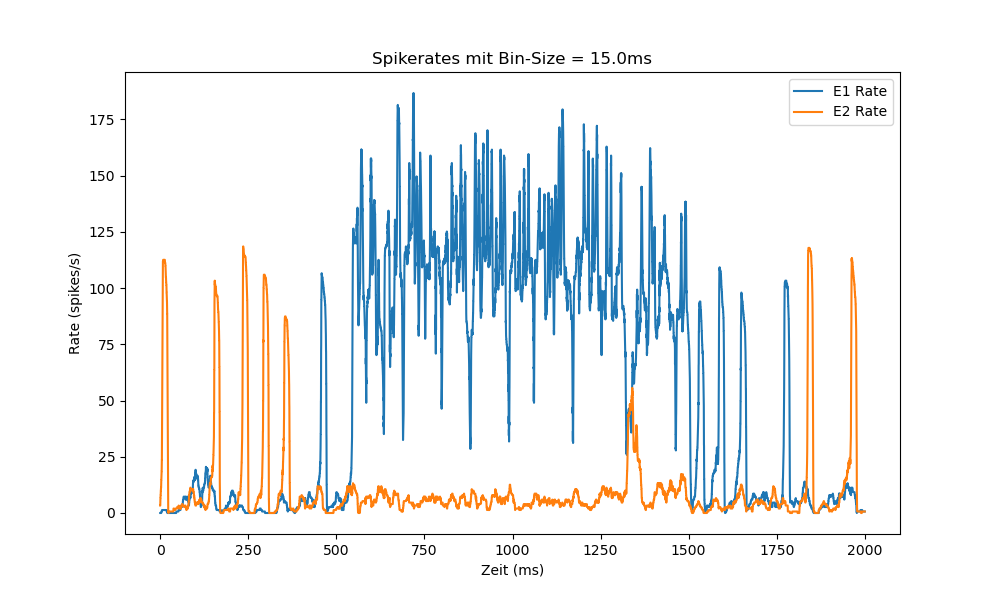 Spikerates mit Bin-Size = 15.0ms
E1 Rate
E2 Rate
Rate (spikes/s)
175
150
125
100
75
50
25
0
0 250 500 750 1000 1250 1500 1750 2000
Zeit (ms)